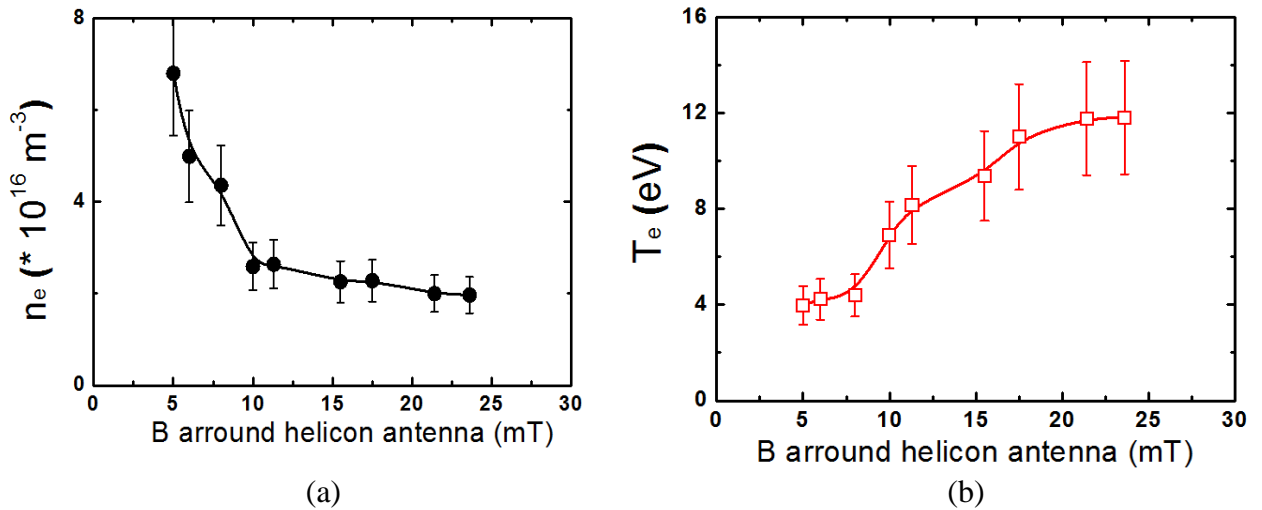 8
4
0
n_e (* 10^16 m^-3)
0 5 10 15 20 25 30
B arround helicon antenna (mT)
(a)
16
12
8
4
0
T_e (eV)
0 5 10 15 20 25 30
B arround helicon antenna (mT)
(b)